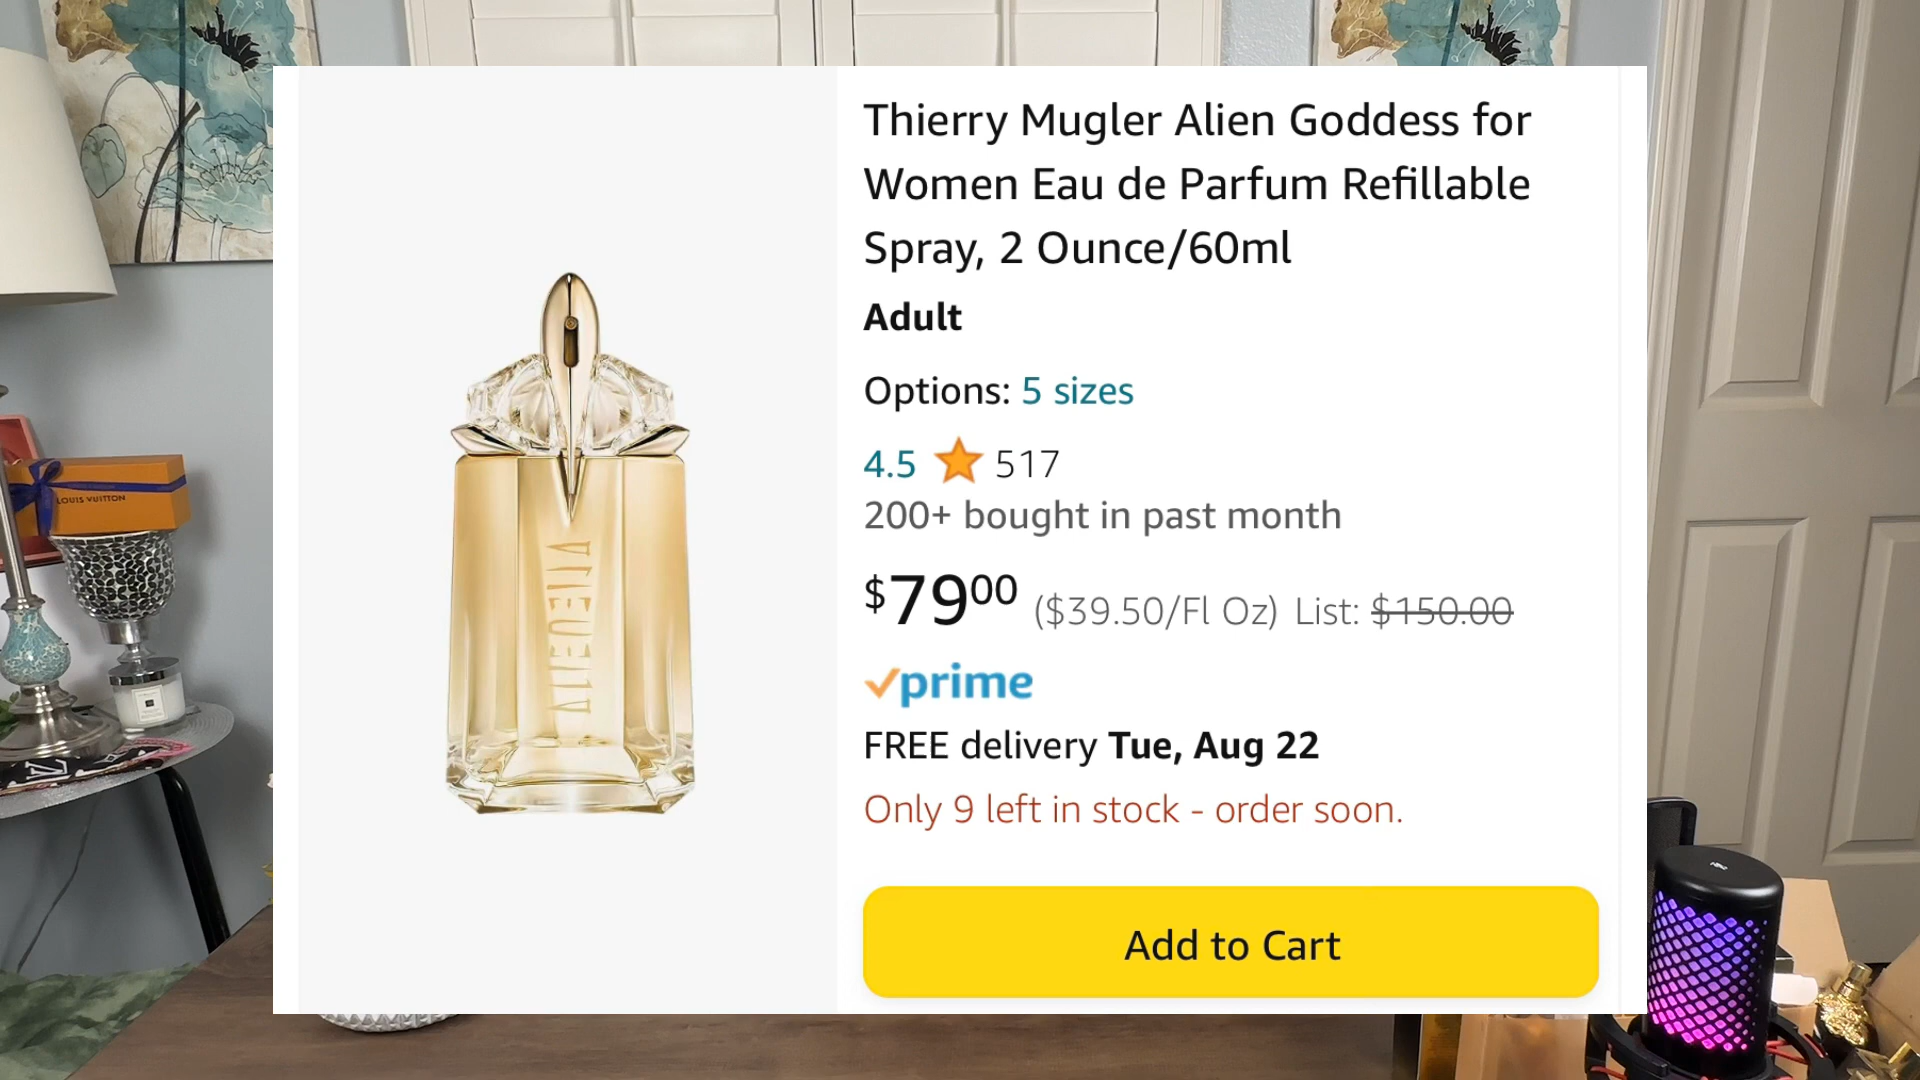 Thierry Mugler Alien Goddess for
Women Eau de Parfum Refillable
Spray, 2 Ounce/60ml
Adult
Options: 5 sizes
4.5 517
200+ bought in past month
$7900 ($39.50/Fl Oz) List: $150.00
prime
FREE delivery Tue, Aug 22
Only 9 left in stock - order soon.
Add to Cart
LOUIS VUITTON